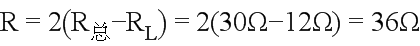 R = 2(R总−RL) = 2(30Ω−12Ω) = 36Ω